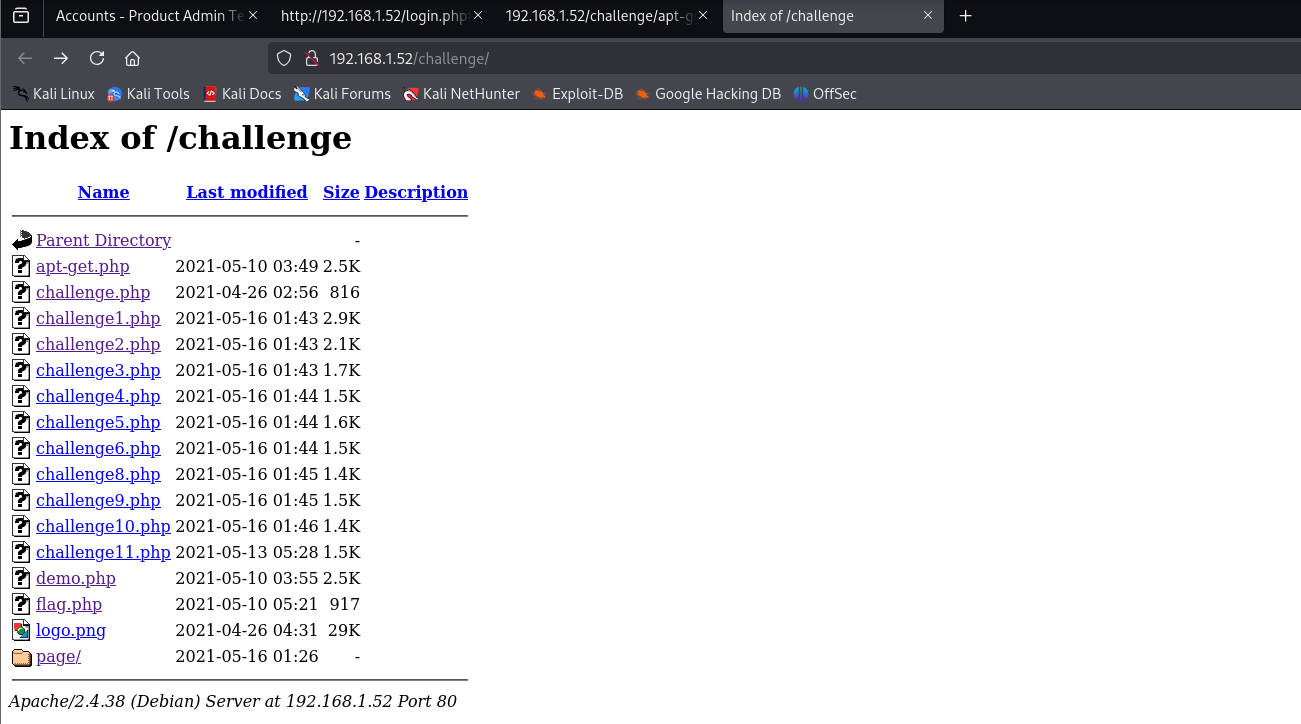 Accounts - Product Admin Te
http://192.168.1.52/login.php
192.168.1.52/challenge/apt-g
Index of /challenge
192.168.1.52/challenge/
Kali Linux Kali Tools Kali Docs Kali Forums Kali NetHunter Exploit-DB Google Hacking DB OffSec
Index of /challenge
Name Last modified Size Description
Parent Directory -
apt-get.php 2021-05-10 03:49 2.5K
challenge.php 2021-04-26 02:56 816
challenge1.php 2021-05-16 01:43 2.9K
challenge2.php 2021-05-16 01:43 2.1K
challenge3.php 2021-05-16 01:43 1.7K
challenge4.php 2021-05-16 01:44 1.5K
challenge5.php 2021-05-16 01:44 1.6K
challenge6.php 2021-05-16 01:44 1.5K
challenge8.php 2021-05-16 01:45 1.4K
challenge9.php 2021-05-16 01:45 1.5K
challenge10.php 2021-05-16 01:46 1.4K
challenge11.php 2021-05-13 05:28 1.5K
demo.php 2021-05-10 03:55 2.5K
flag.php 2021-05-10 05:21 917
logo.png 2021-04-26 04:31 29K
page/ 2021-05-16 01:26 -
Apache/2.4.38 (Debian) Server at 192.168.1.52 Port 80